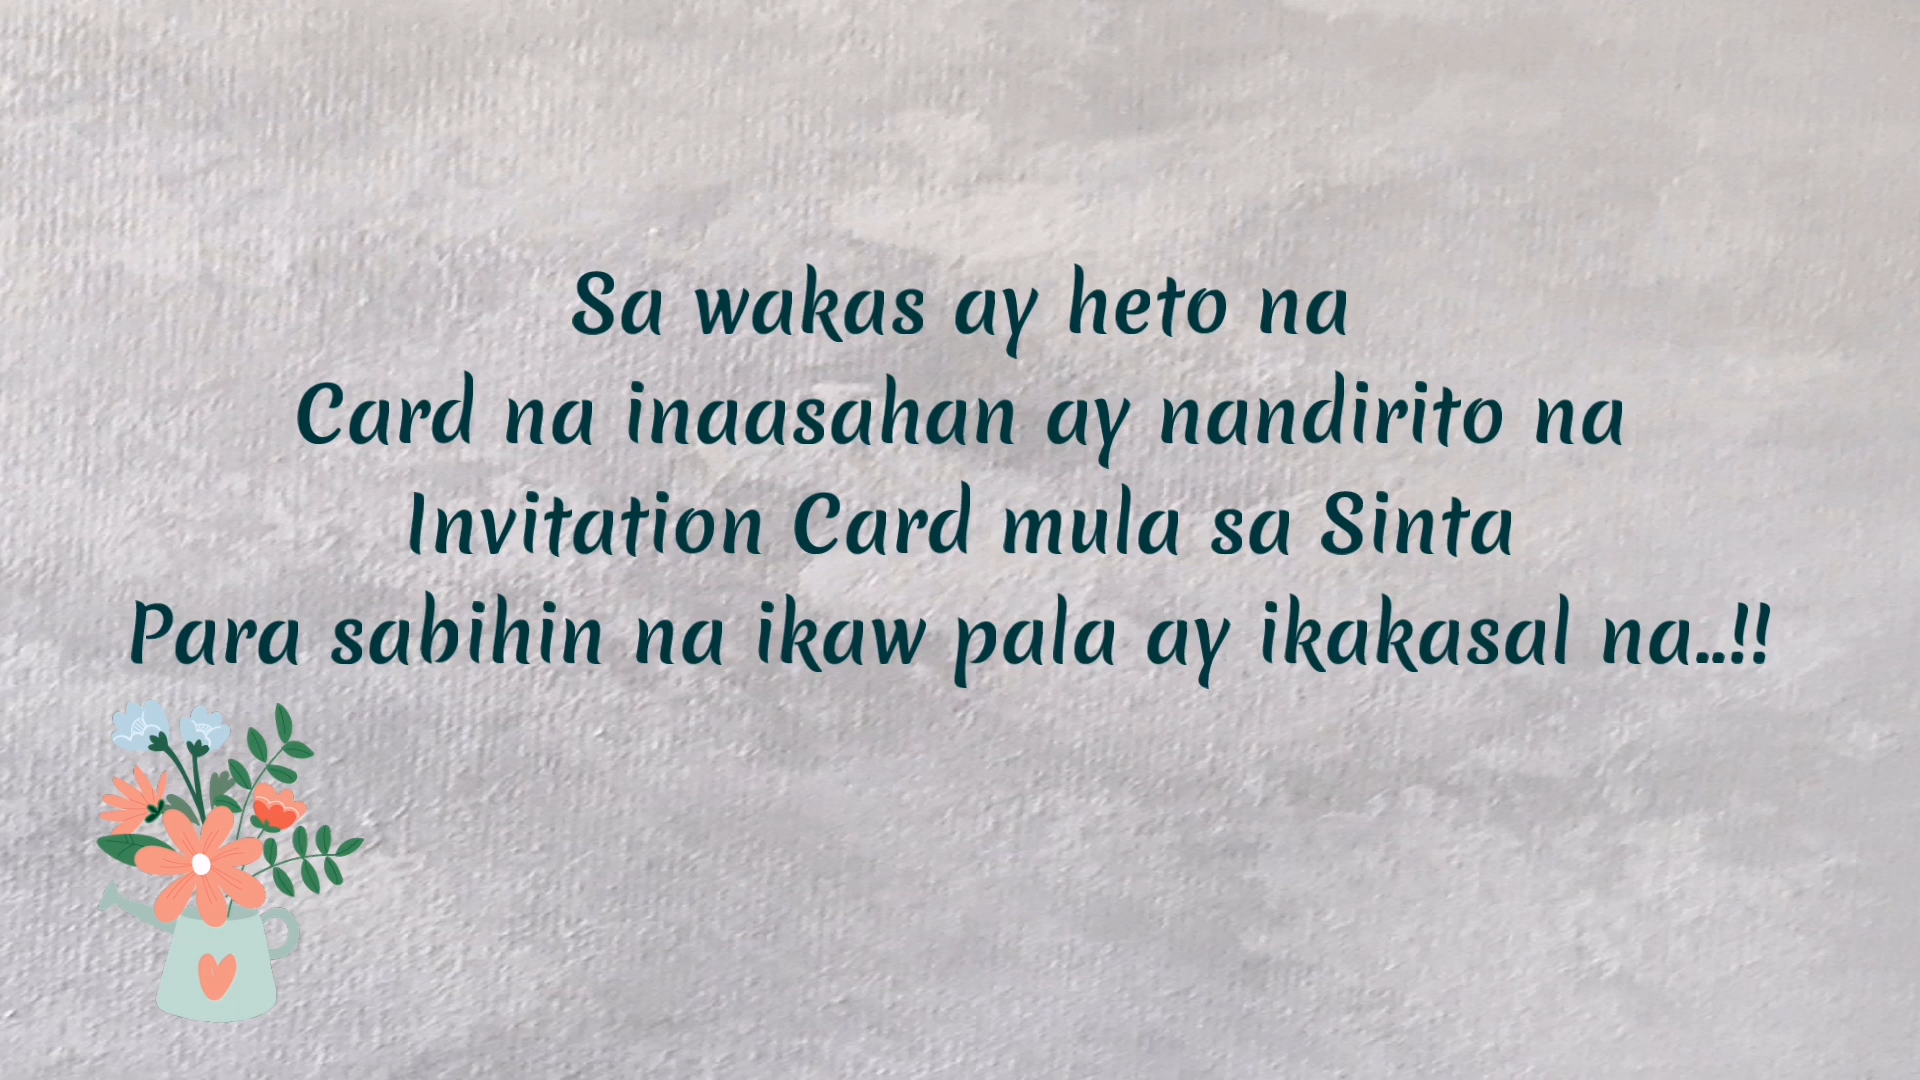 Sa wakas ay heto na
Card na inaasahan ay nandirito na
Invitation Card mula sa Sinta
Para sabihin na ikaw pala ay ikakasal na..!!